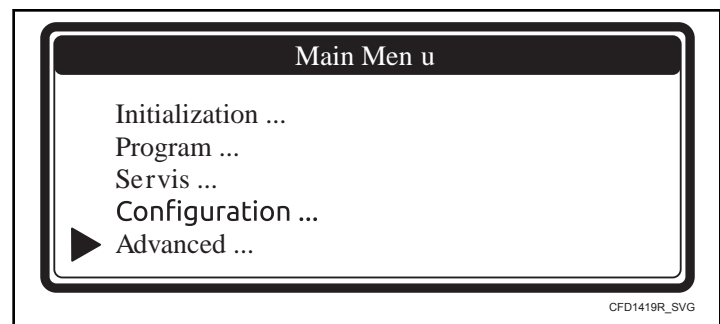 Main Men u
Initialization ...
Program ...
Servis ...
Configuration ...
Advanced ...
CFD1419R_SVG